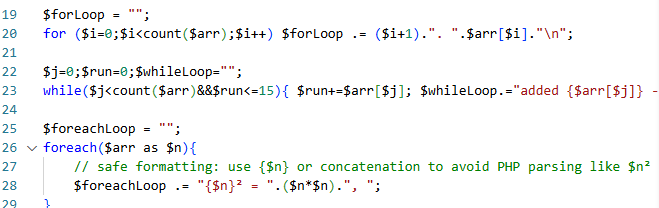 19 $forLoop = "";
20 for ($i=0;$i<count($arr);$i++) $forLoop .= ($i+1).". ".$arr[$i]."\n";
21
22 $j=0;$run=0;$whileLoop="";
23 while($j<count($arr)&&$run<=15){ $run+=$arr[$j]; $whileLoop.="added {$arr[$j]} -
24
25 $foreachLoop = "";
26 foreach($arr as $n){
27 // safe formatting: use {$n} or concatenation to avoid PHP parsing like $n²
28 $foreachLoop .= "{$n}² = ".($n*$n).", ";
29 }